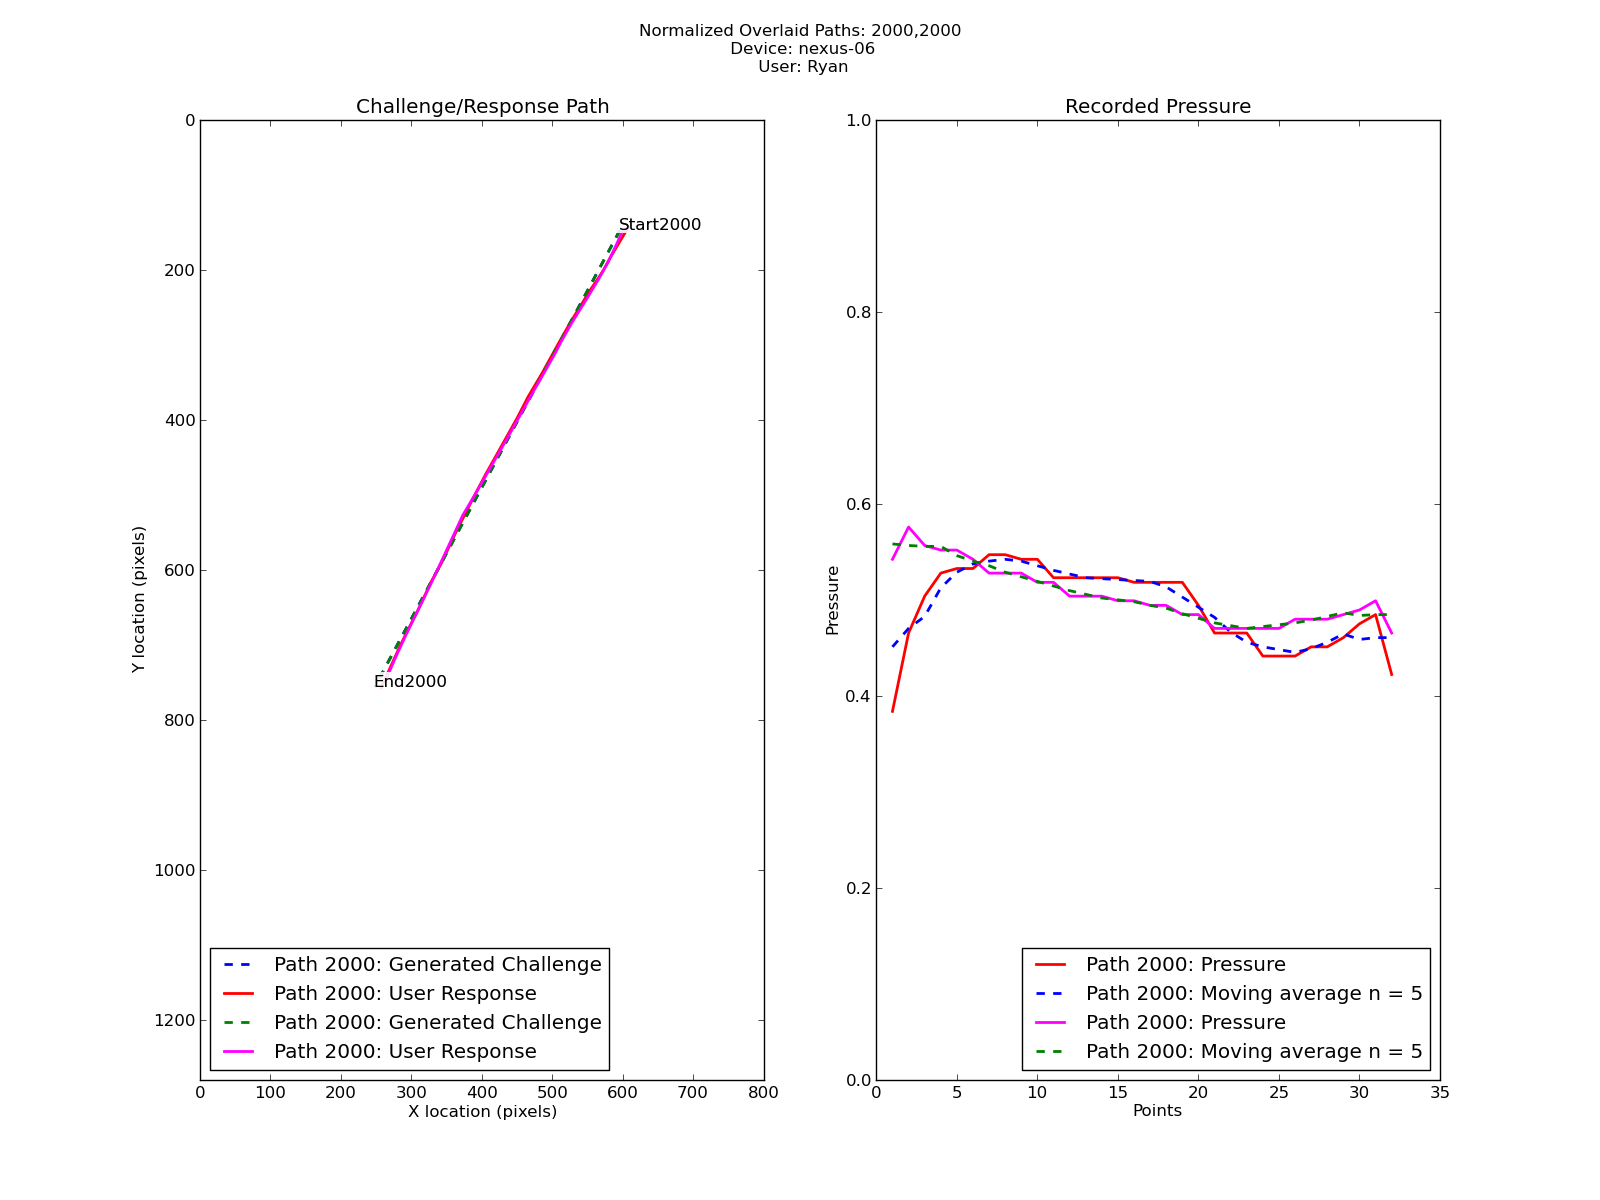 Normalized Overlaid Paths: 2000,2000
Device: nexus-06
User: Ryan
Challenge/Response Path
0
200
400
600
800
1000
1200
Y location (pixels)
Start2000
End2000
Path 2000: Generated Challenge
Path 2000: User Response
Path 2000: Generated Challenge
Path 2000: User Response
0 100 200 300 400 500 600 700 800
X location (pixels)
Recorded Pressure
1.0
0.8
0.6
0.4
0.2
0.0
Pressure
Path 2000: Pressure
Path 2000: Moving average n = 5
Path 2000: Pressure
Path 2000: Moving average n = 5
0 5 10 15 20 25 30 35
Points